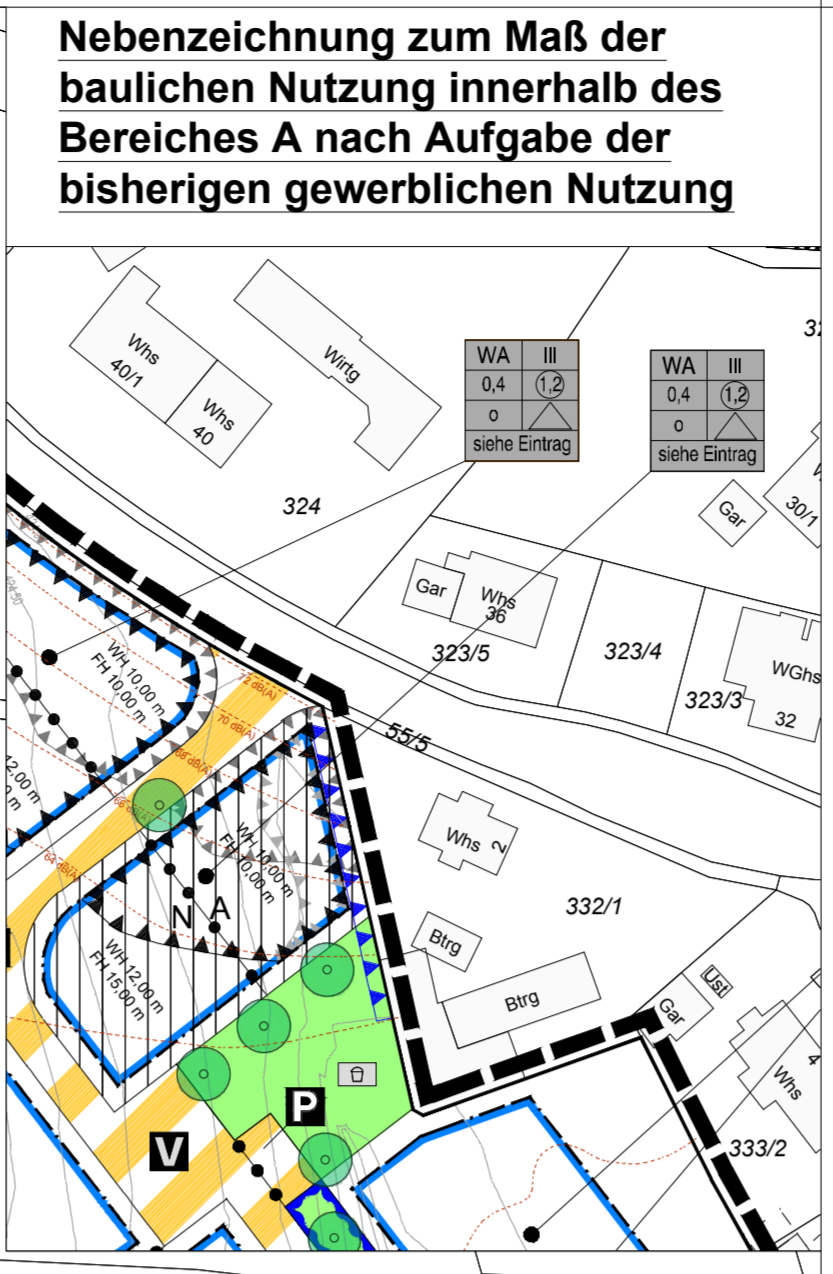 Nebenzeichnung zum Maß der
baulichen Nutzung innerhalb des
Bereiches A nach Aufgabe der
bisherigen gewerblichen Nutzung
Whs
40/1
Whs
40
Wirtg
WA III
0,4 1,2
o
siehe Eintrag
WA III
0,4 1,2
o
siehe Eintrag
324
Gar
30/1
Gar
Whs
36
323/5
323/4
323/3
WGhs
32
WH 10,00 m
FH 10,00 m
72 dB(A)
70 dB(A)
68 dB(A)
66 dB(A)
64 dB(A)
55/5
12,00 m
WH 10,00 m
FH 10,00 m
N A
WH 12,00 m
FH 15,00 m
Whs 2
332/1
Btrg
Btrg
Ust
Gar
Whs
4
333/2
P
V